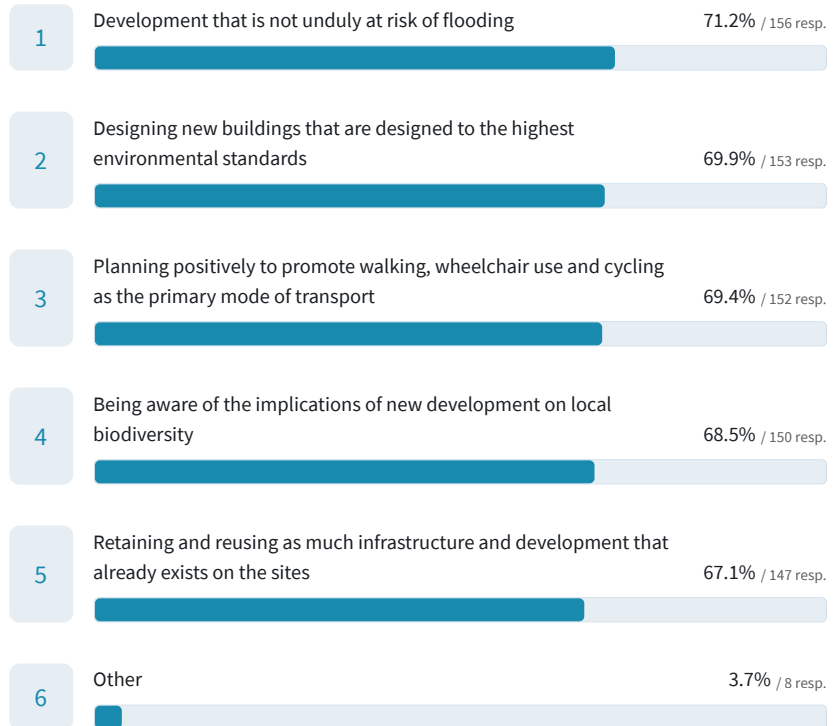 1
Development that is not unduly at risk of flooding
71.2% / 156 resp.
2
Designing new buildings that are designed to the highest
environmental standards
69.9% / 153 resp.
3
Planning positively to promote walking, wheelchair use and cycling
as the primary mode of transport
69.4% / 152 resp.
4
Being aware of the implications of new development on local
biodiversity
68.5% / 150 resp.
5
Retaining and reusing as much infrastructure and development that
already exists on the sites
67.1% / 147 resp.
6
Other
3.7% / 8 resp.